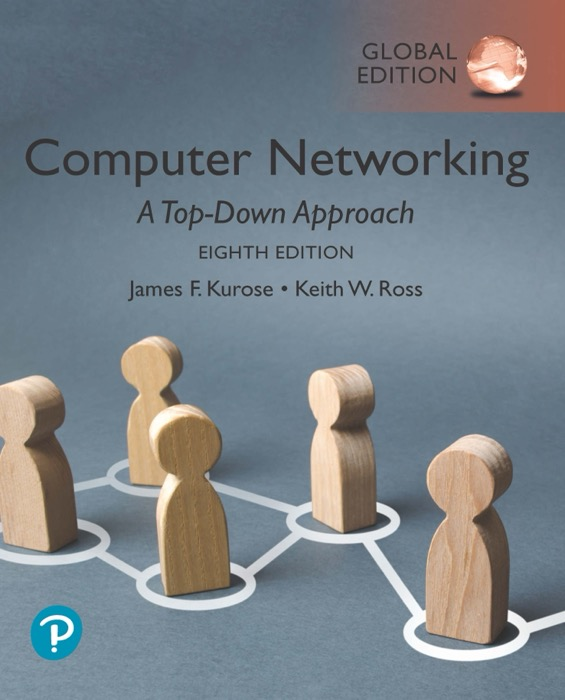 GLOBAL
EDITION
Computer Networking
A Top-Down Approach
EIGHTH EDITION
James F. Kurose • Keith W. Ross
P